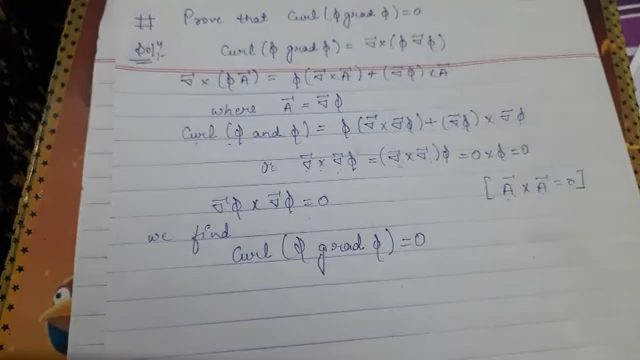 # Prove that Curl (ϕ grad ϕ) = 0
Solⁿ:- Curl (ϕ grad ϕ) = ∇⃗ × (ϕ ∇⃗ϕ)
∇⃗ × (ϕ A⃗) = ϕ (∇⃗ × A⃗) + (∇⃗ϕ) × A⃗
where A⃗ = ∇⃗ϕ
Curl (ϕ and ϕ) = ϕ (∇⃗ × ∇⃗ϕ) + (∇⃗ϕ) × ∇⃗ϕ
or ∇⃗ × ∇⃗ϕ = (∇⃗ × ∇⃗)ϕ = 0 × ϕ = 0
∇⃗ϕ × ∇⃗ϕ = 0 [A⃗ × A⃗ = 0]
we find
Curl (ϕ grad ϕ) = 0